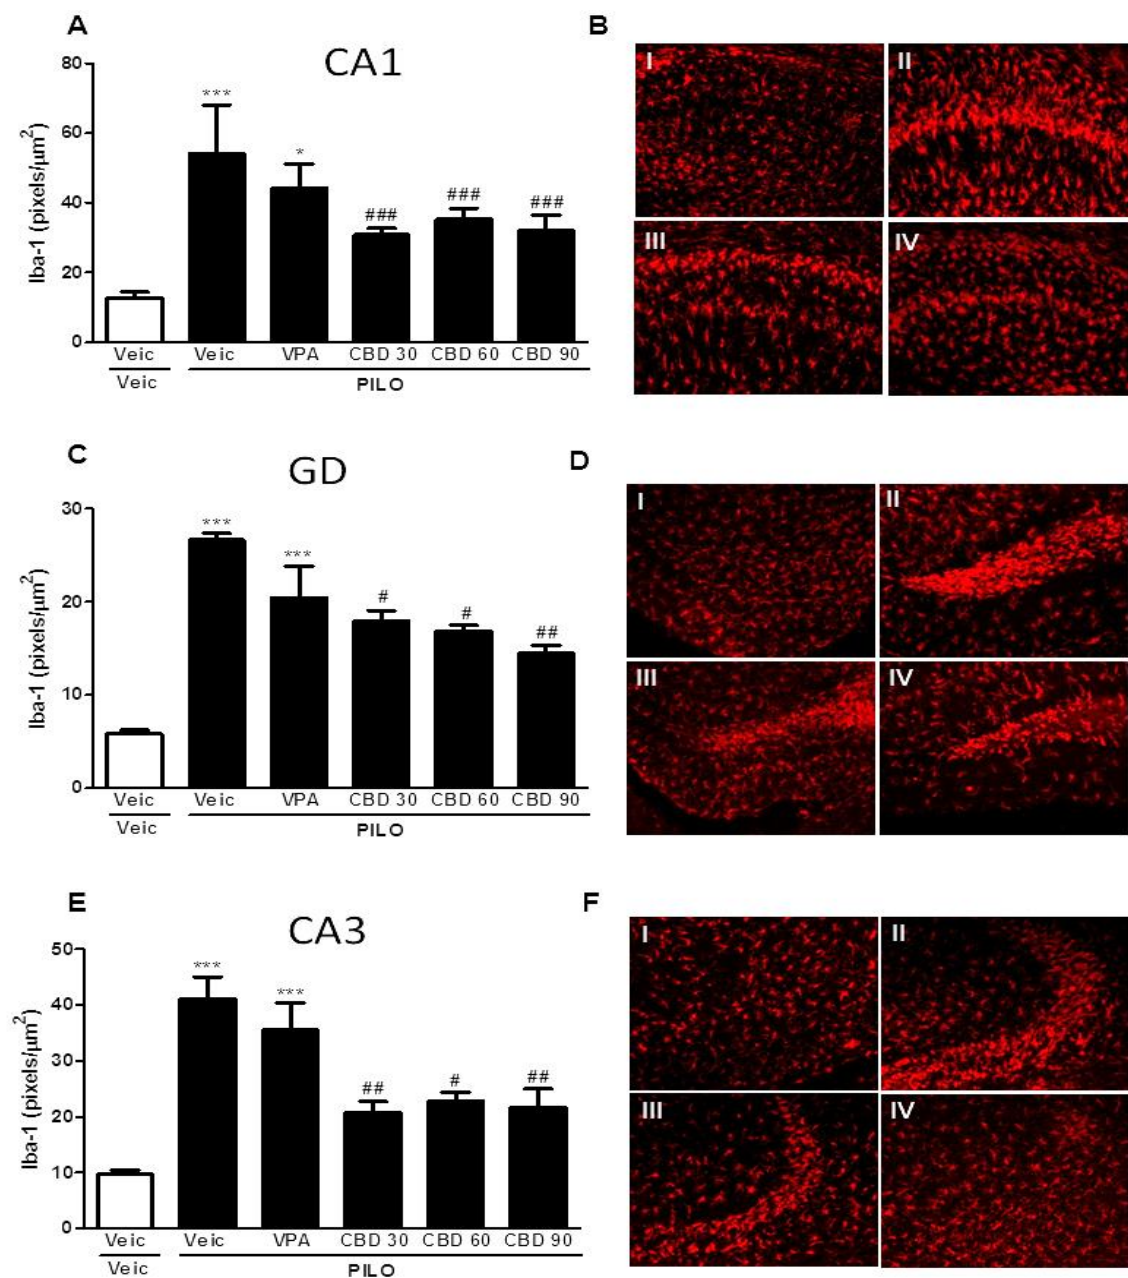 A
B
CA1
Iba-1 (pixels/µm²)
80
60
40
20
0
***
*
###
###
###
Veic
Veic
VPA
CBD 30
CBD 60
CBD 90
Veic
PILO
I
II
III
IV
C
D
GD
Iba-1 (pixels/µm²)
30
20
10
0
***
***
#
#
##
Veic
Veic
VPA
CBD 30
CBD 60
CBD 90
Veic
PILO
I
II
III
IV
E
F
CA3
Iba-1 (pixels/µm²)
50
40
30
20
10
0
***
***
##
#
##
Veic
Veic
VPA
CBD 30
CBD 60
CBD 90
Veic
PILO
I
II
III
IV